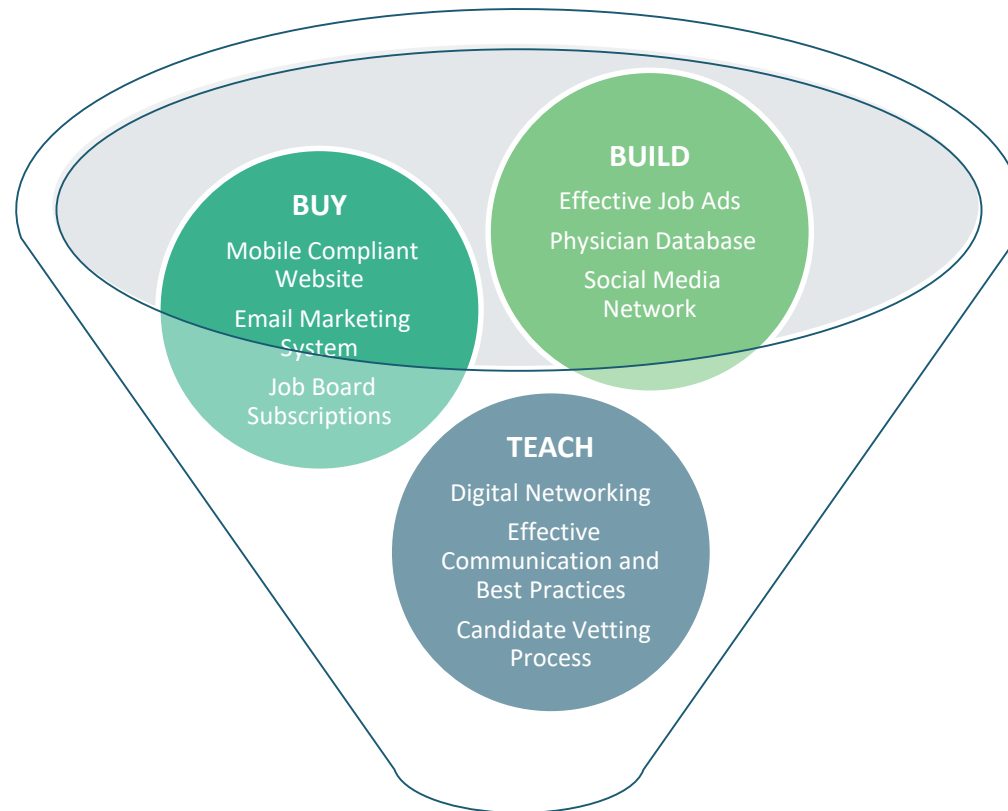 BUY
Mobile Compliant
Website
Email Marketing
System
Job Board
Subscriptions
BUILD
Effective Job Ads
Physician Database
Social Media
Network
TEACH
Digital Networking
Effective
Communication and
Best Practices
Candidate Vetting
Process